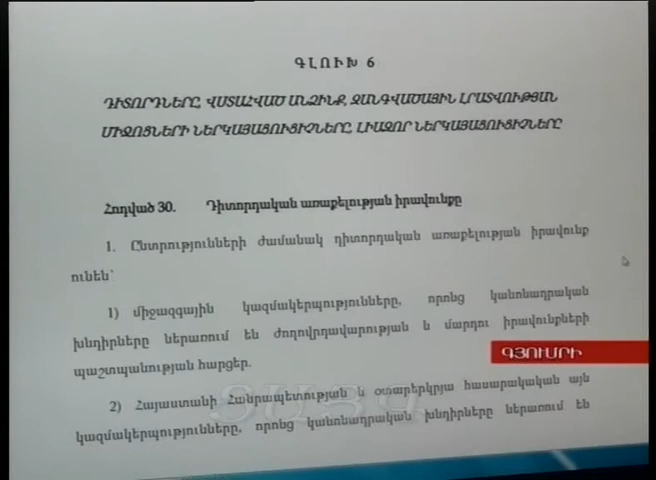 ԳԼՈՒԽ 6
ԴԻՏՈՐԴՆԵՐԸ, ՎՍՏԱՀՎԱԾ ԱՆՁԻՆՔ, ԶԱՆԳՎԱԾԱՅԻՆ ԼՐԱՏՎՈՒԹՅԱՆ
ՄԻՋՈՑՆԵՐԻ ՆԵՐԿԱՅԱՑՈՒՑԻՉՆԵՐԸ, ԼԻԱԶՈՐ ՆԵՐԿԱՅԱՑՈՒՑԻՉՆԵՐԸ
Հոդված 30. Դիտորդական առաքելության իրավունքը
1. Ընտրությունների ժամանակ դիտորդական առաքելության իրավունք
ունեն՝
1) միջազգային կազմակերպությունները, որոնց կանոնադրական
խնդիրները ներառում են ժողովրդավարության և մարդու իրավունքների
պաշտպանության հարցեր.
ԳՅՈՒՄՐԻ
2) Հայաստանի Հանրապետության և օտարերկրյա հասարակական այն
կազմակերպությունները, որոնց կանոնադրական խնդիրները ներառում են
ՑԱՅԳ